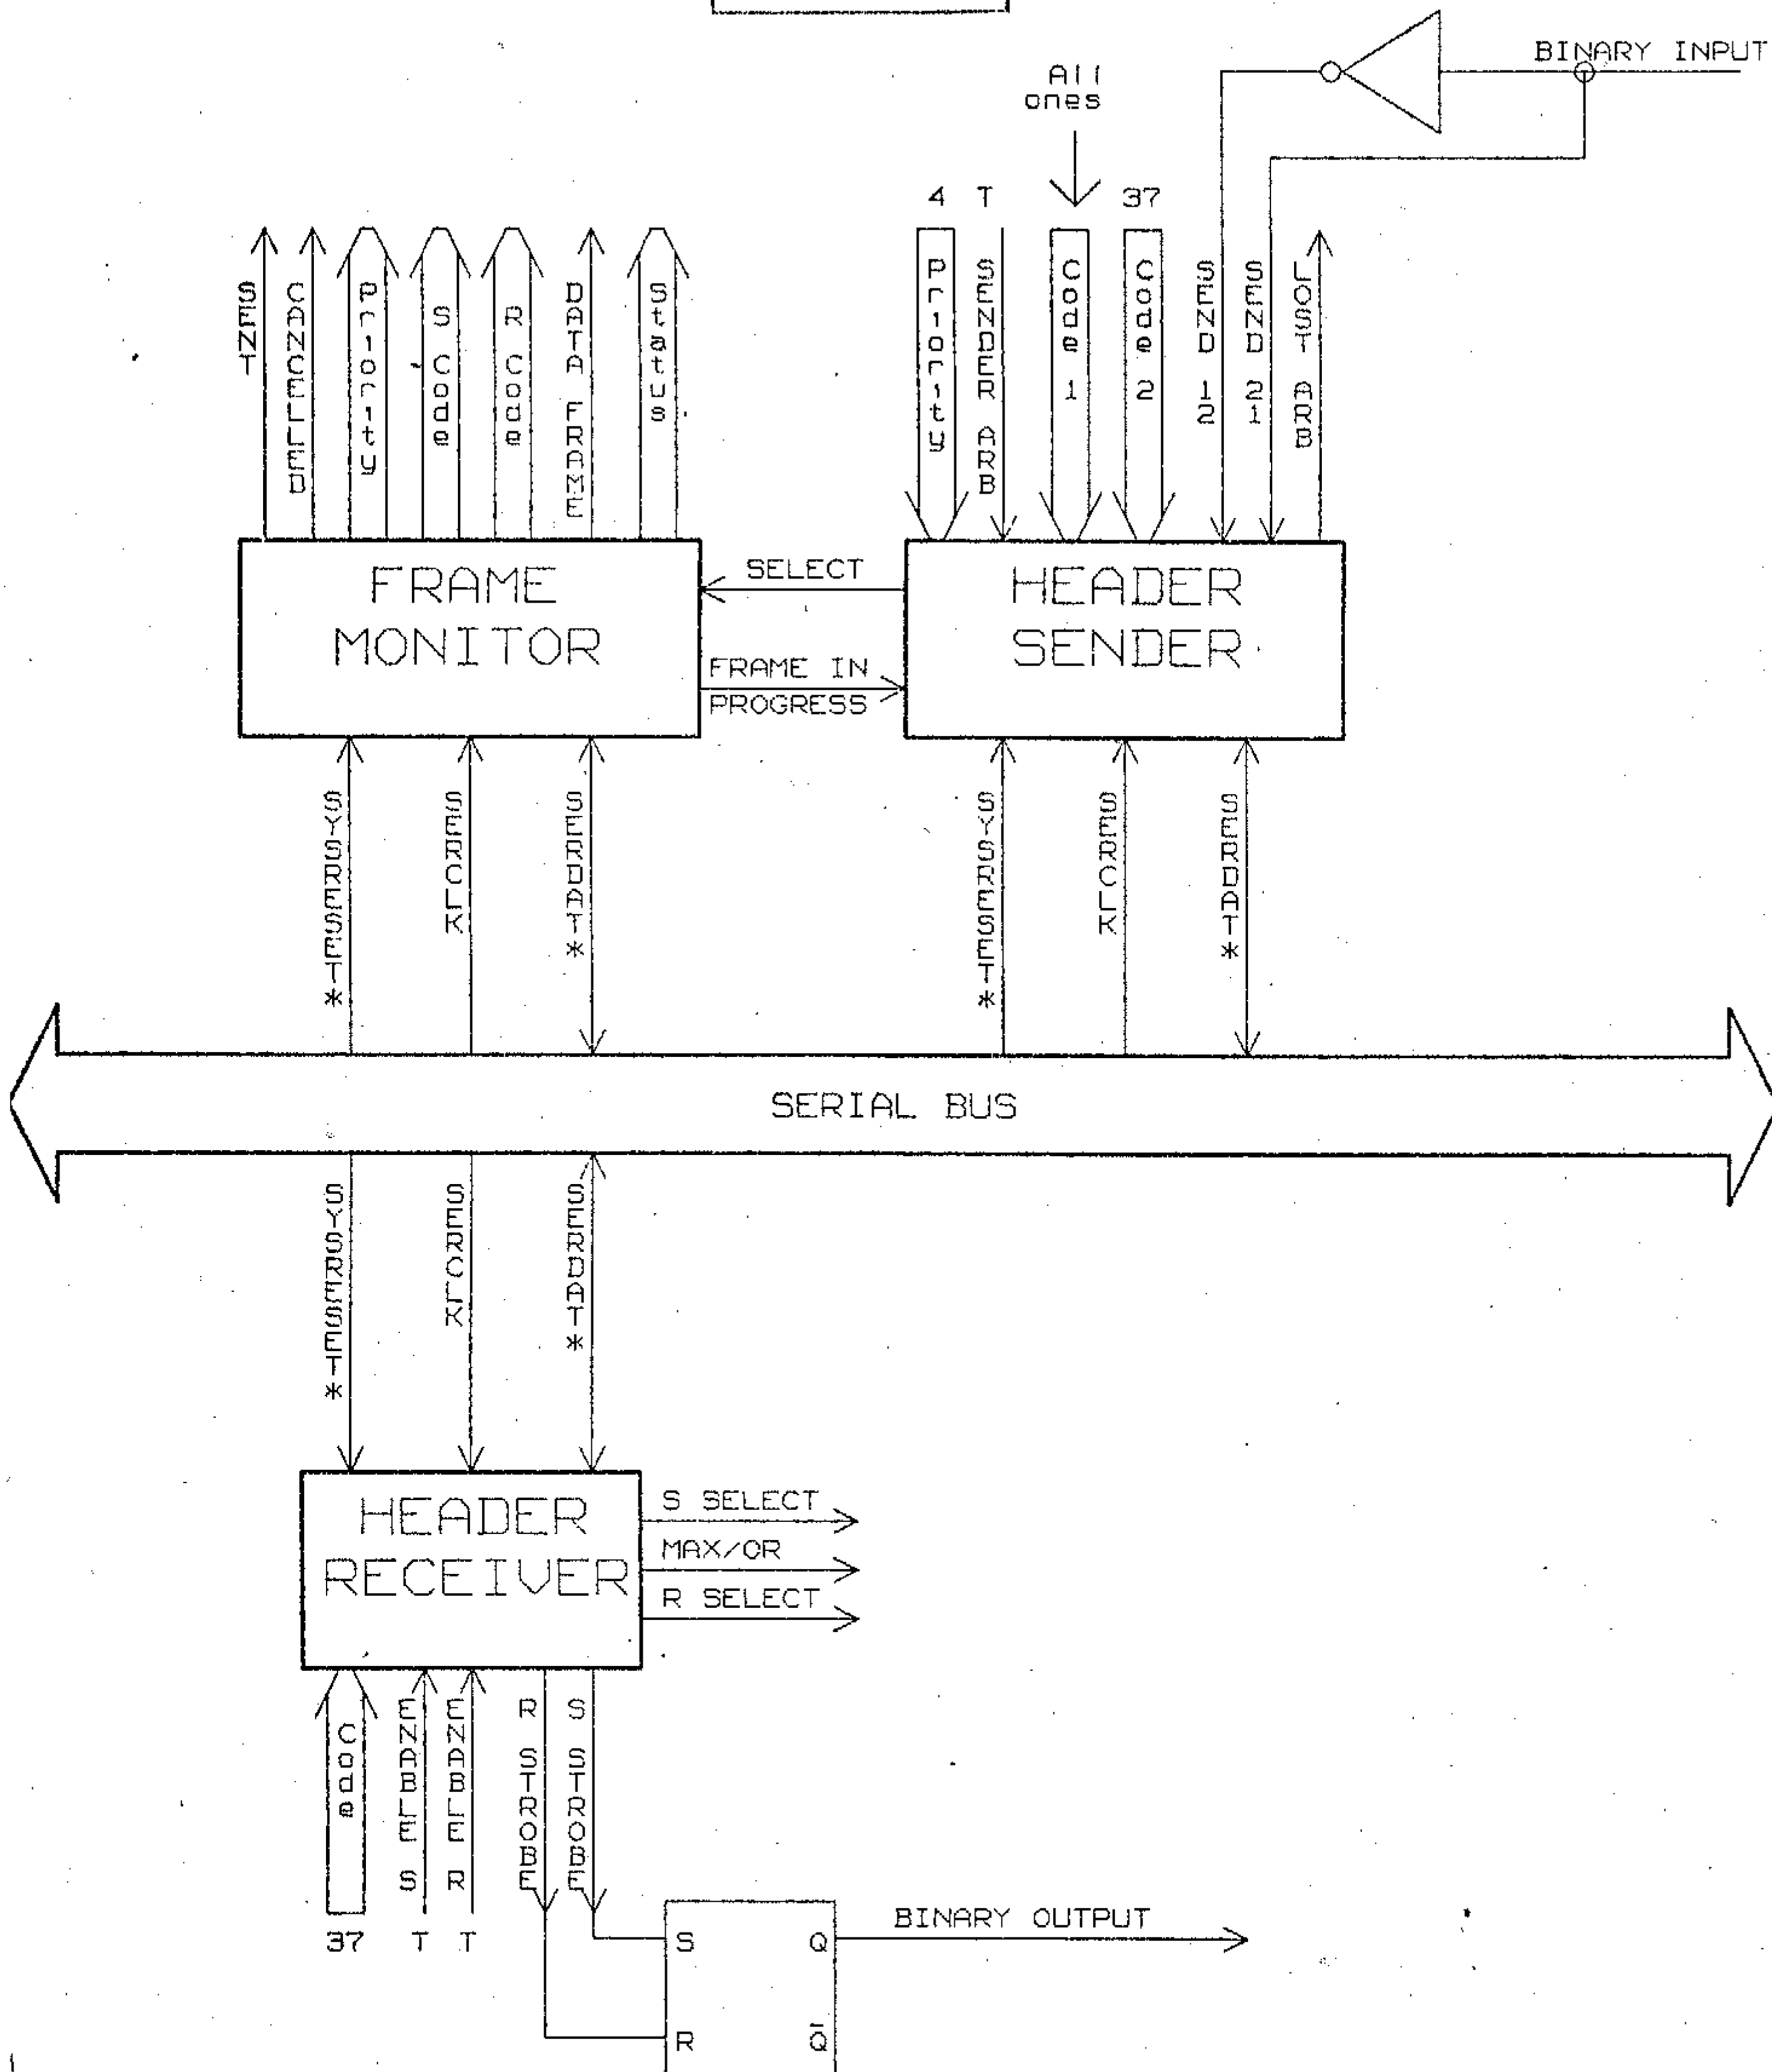 BINARY INPUT
All
ones
4
T
37
SENT
CANCELLED
Priority
S Code
R Code
DATA FRAME
Status
Priority
SENDER ARB
Code 1
Code 2
SEND 12
SEND 21
LOST ARB
FRAME
MONITOR
SELECT
FRAME IN
PROGRESS
HEADER
SENDER
SYSRESET*
SERCLK
SERDAT*
SYSRESET*
SERCLK
SERDAT*
SERIAL BUS
SYSRESET*
SERCLK
SERDAT*
HEADER
RECEIVER
S SELECT
MAX/OR
R SELECT
Code
ENABLE S
ENABLE R
R STROBE
S STROBE
37
T
T
S
Q
BINARY OUTPUT
R
Q̄